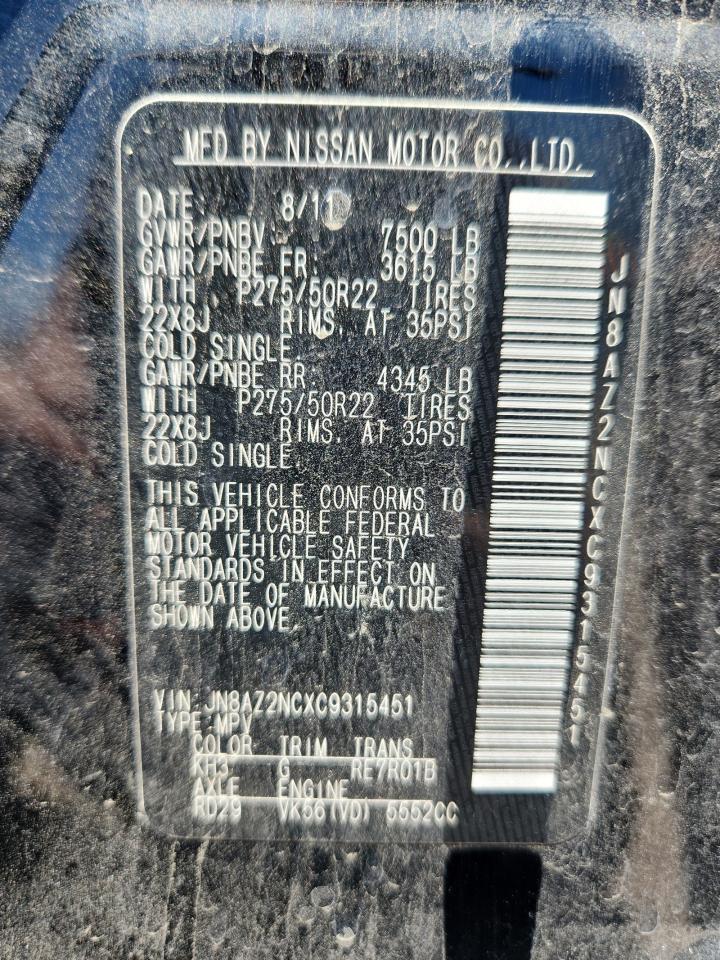 MFD BY NISSAN MOTOR CO.,LTD.
DATE: 8/11
GVWR/PNBV 7500 LB
GAWR/PNBE FR: 3615 LB
WITH P275/50R22 TIRES
22X8J RIMS. AT 35PSI
COLD SINGLE.
GAWR/PNBE RR: 4345 LB
WITH P275/50R22 TIRES
22X8J RIMS. AT 35PSI
COLD SINGLE.
THIS VEHICLE CONFORMS TO
ALL APPLICABLE FEDERAL
MOTOR VEHICLE SAFETY
STANDARDS IN EFFECT ON
THE DATE OF MANUFACTURE
SHOWN ABOVE.
VIN: JN8AZ2NCXC9315451
TYPE:MPV
COLOR TRIM TRANS
KH3 G RE7R01B
AXLE ENGINE
RD29 VK56(VD) 5552CC
JN8AZ2NCXC9315451